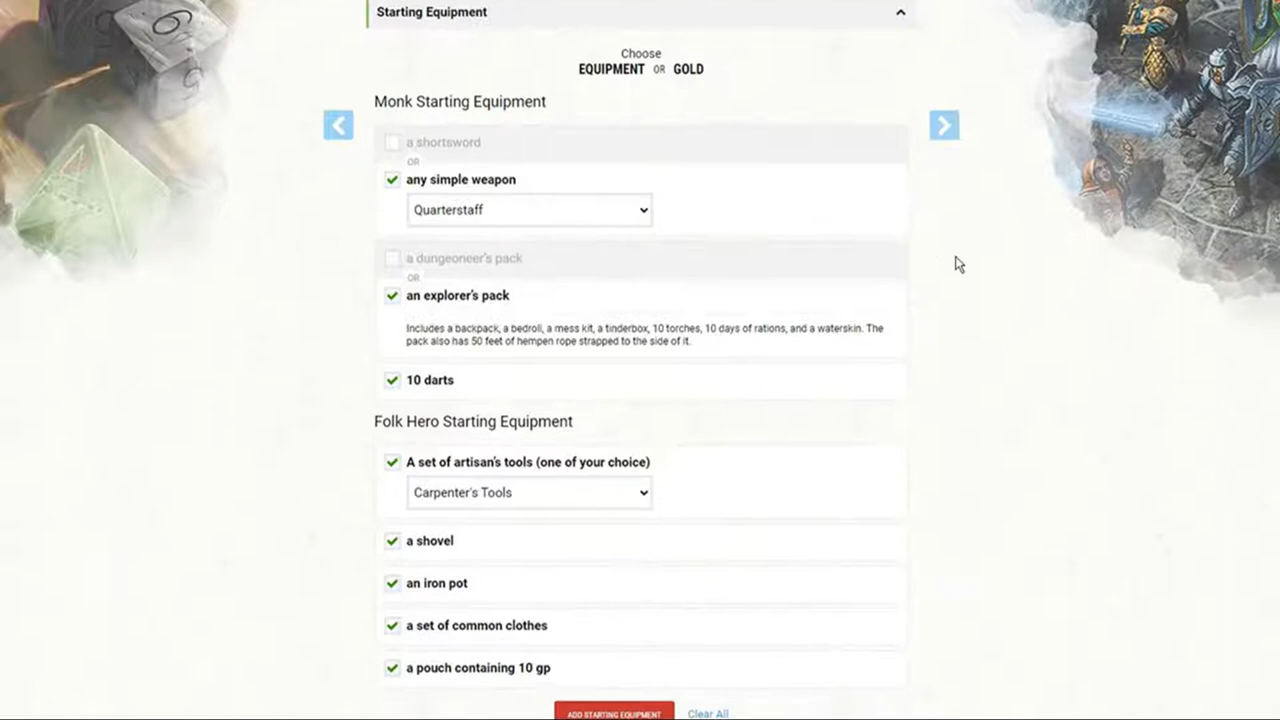 Starting Equipment
Choose
EQUIPMENT OR GOLD
Monk Starting Equipment
a shortsword
OR
any simple weapon
Quarterstaff
a dungeoneer's pack
OR
an explorer's pack
Includes a backpack, a bedroll, a mess kit, a tinderbox, 10 torches, 10 days of rations, and a waterskin. The
pack also has 50 feet of hempen rope strapped to the side of it.
10 darts
Folk Hero Starting Equipment
A set of artisan's tools (one of your choice)
Carpenter's Tools
a shovel
an iron pot
a set of common clothes
a pouch containing 10 gp
ADD STARTING EQUIPMENT Clear All